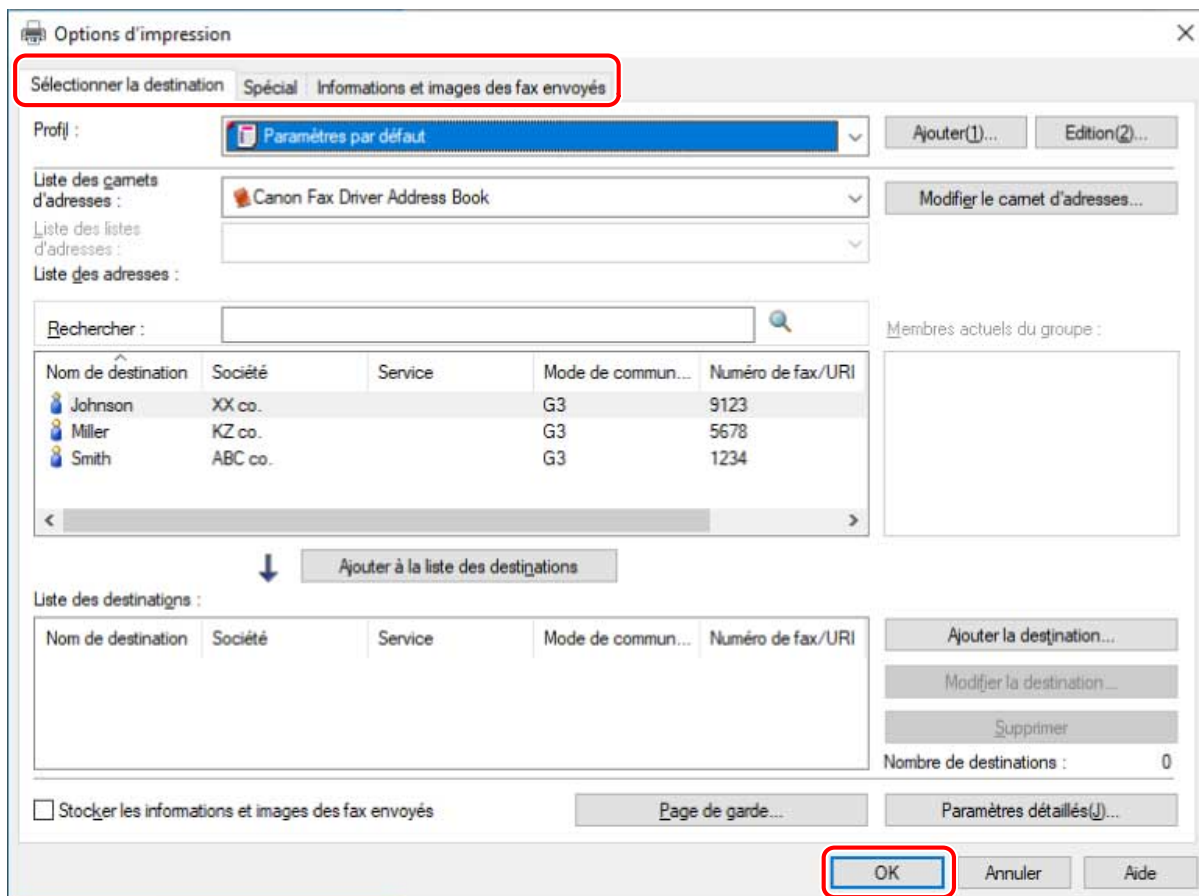 Options d'impression
Sélectionner la destination Spécial Informations et images des fax envoyés
Profil : Paramètres par défaut Ajouter(1)... Edition(2)...
Liste des carnets
d'adresses : Canon Fax Driver Address Book Modifier le carnet d'adresses...
Liste des listes
d'adresses :
Liste des adresses :
Rechercher : Membres actuels du groupe :
Nom de destination Société Service Mode de commun... Numéro de fax/URI
Johnson XX co. G3 9123
Miller KZ co. G3 5678
Smith ABC co. G3 1234
Ajouter à la liste des destinations
Liste des destinations :
Nom de destination Société Service Mode de commun... Numéro de fax/URI Ajouter la destination...
Modifier la destination...
Supprimer
Nombre de destinations : 0
Stocker les informations et images des fax envoyés Page de garde... Paramètres détaillés(J)...
OK Annuler Aide